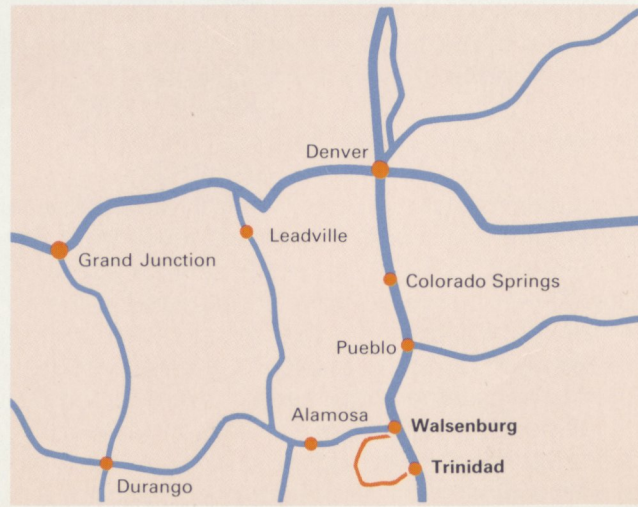 Denver
Leadville
Grand Junction
Colorado Springs
Pueblo
Alamosa
Walsenburg
Trinidad
Durango